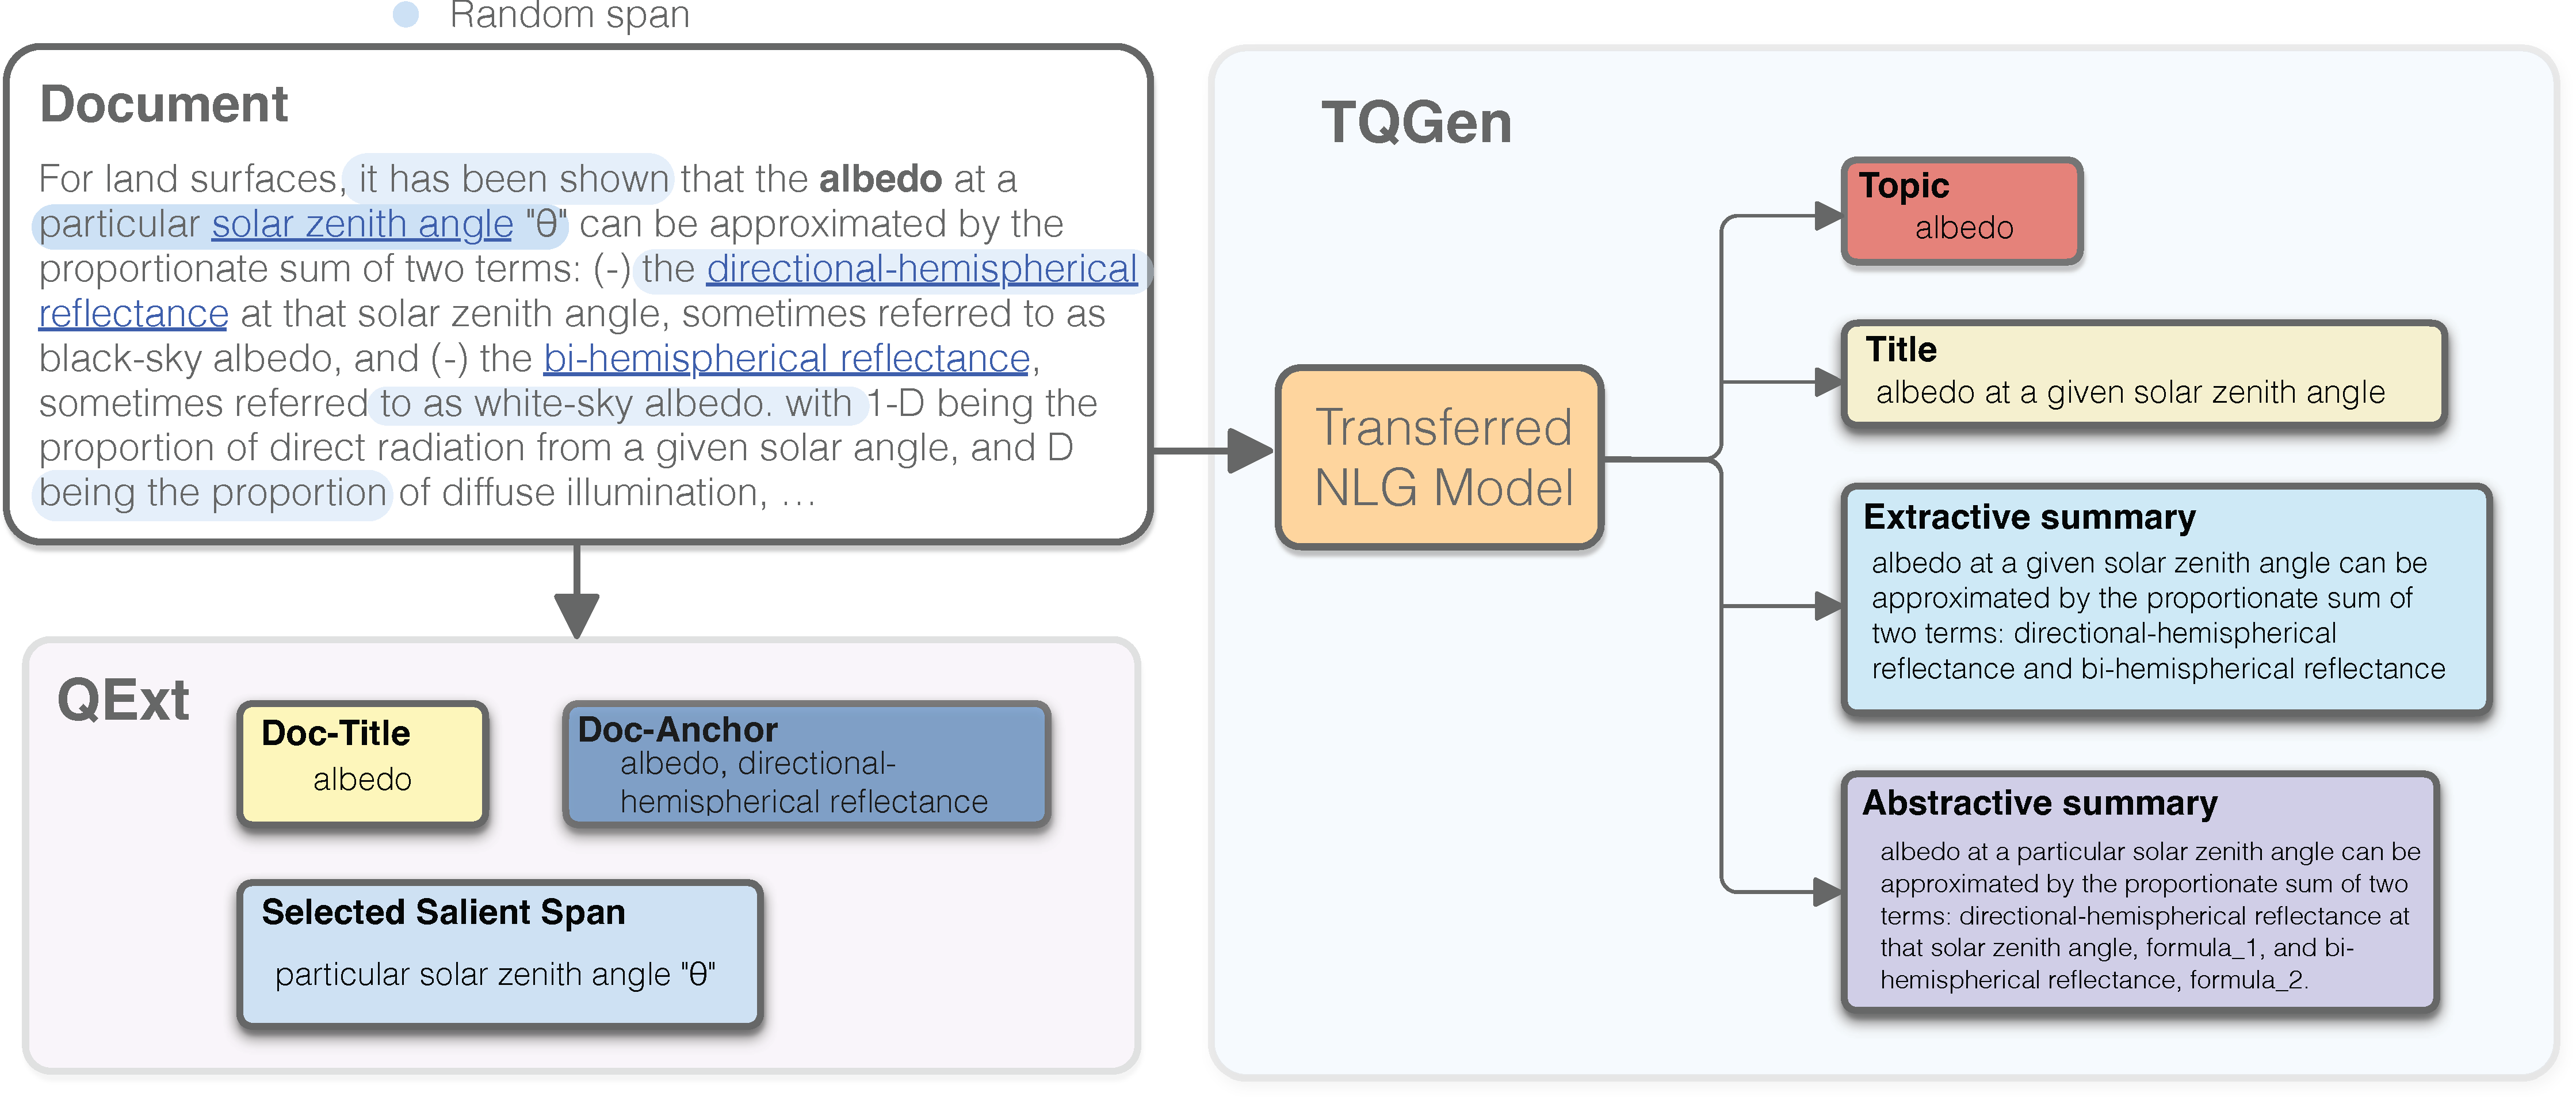 Random span
Document
For land surfaces, it has been shown that the albedo at a
particular solar zenith angle "θ" can be approximated by the
proportionate sum of two terms: (-) the directional-hemispherical
reflectance at that solar zenith angle, sometimes referred to as
black-sky albedo, and (-) the bi-hemispherical reflectance,
sometimes referred to as white-sky albedo. with 1-D being the
proportion of direct radiation from a given solar angle, and D
being the proportion of diffuse illumination, …
QExt
Doc-Title
albedo
Doc-Anchor
albedo, directional-
hemispherical reflectance
Selected Salient Span
particular solar zenith angle "θ"
TQGen
Transferred
NLG Model
Topic
albedo
Title
albedo at a given solar zenith angle
Extractive summary
albedo at a given solar zenith angle can be
approximated by the proportionate sum of
two terms: directional-hemispherical
reflectance and bi-hemispherical reflectance
Abstractive summary
albedo at a particular solar zenith angle can be
approximated by the proportionate sum of two
terms: directional-hemispherical reflectance at
that solar zenith angle, formula_1, and bi-
hemispherical reflectance, formula_2.